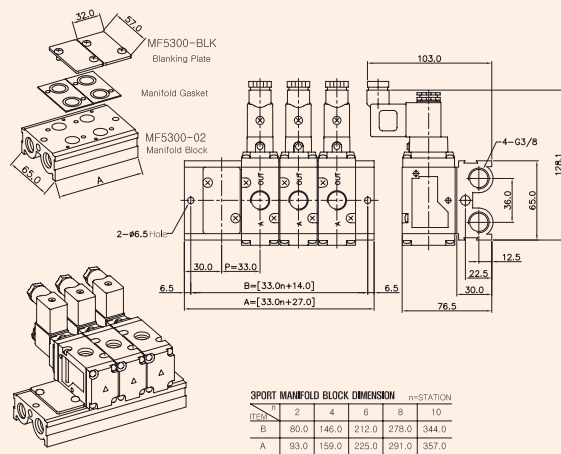 32.0
57.0
MF5300-BLK
Blanking Plate
Manifold Gasket
MF5300-02
Manifold Block
65.0
A
103.0
4-G3/8
128.1
36.0
65.0
OUT OUT OUT
A A A
2-ø6.5 Hole
30.0
P=33.0
6.5
B=[33.0n+14.0]
6.5
A=[33.0n+27.0]
12.5
22.5
30.0
76.5
3PORT MANIFOLD BLOCK DIMENSION n=STATION
ITEM n 2 4 6 8 10
B 80.0 146.0 212.0 278.0 344.0
A 93.0 159.0 225.0 291.0 357.0